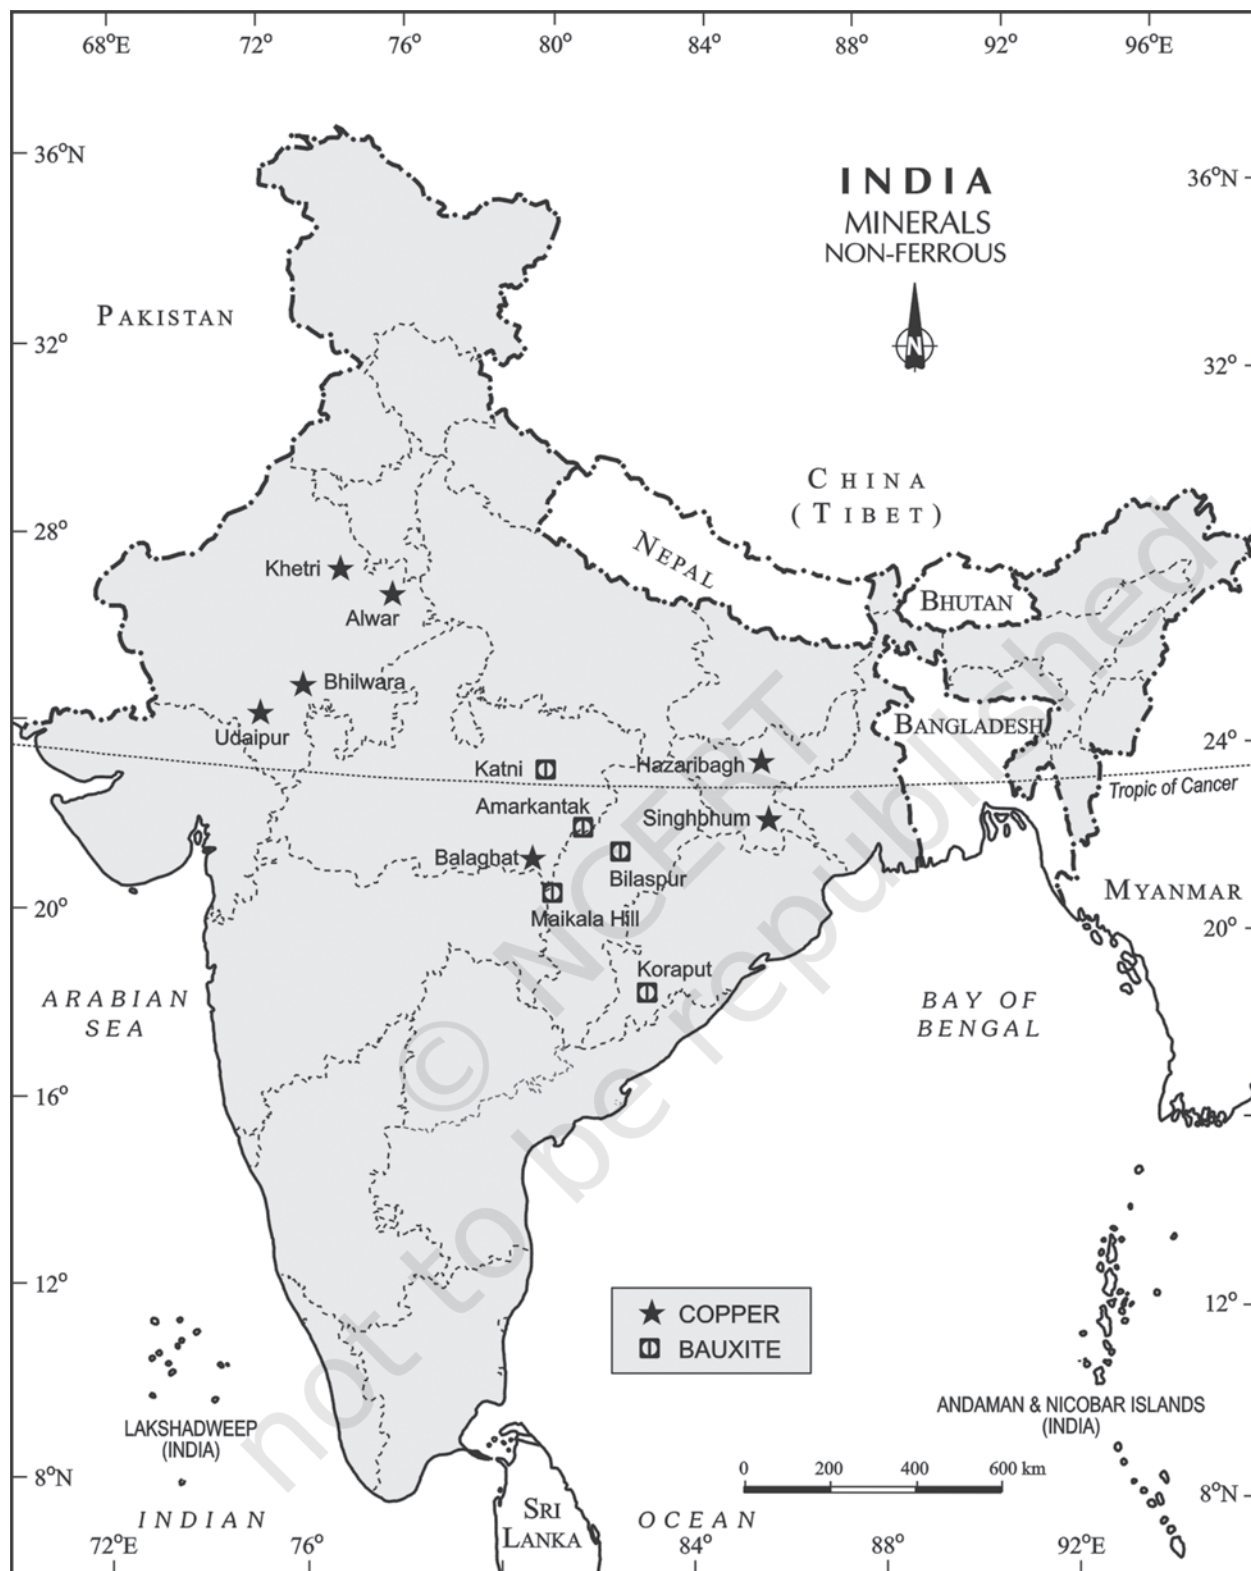 68°E 72° 76° 80° 84° 88° 92° 96°E
36°N
36°N
INDIA
MINERALS
NON-FERROUS
N
PAKISTAN
32°
32°
CHINA
(TIBET)
28°
NEPAL
Khetri
Alwar
BHUTAN
Bhilwara
Udaipur
BANGLADESH
24°
Katni
Hazaribagh
Tropic of Cancer
Amarkantak
Singhbhum
Balaghat
Bilaspur
MYANMAR
20°
Maikala Hill
20°
Koraput
ARABIAN
SEA
BAY OF
BENGAL
16°
12°
12°
COPPER
BAUXITE
LAKSHADWEEP
(INDIA)
ANDAMAN & NICOBAR ISLANDS
(INDIA)
8°N
0 200 400 600 km
8°N
INDIAN
OCEAN
SRI
LANKA
72°E 76° 84° 88° 92°E
© NCERT
not to be republished